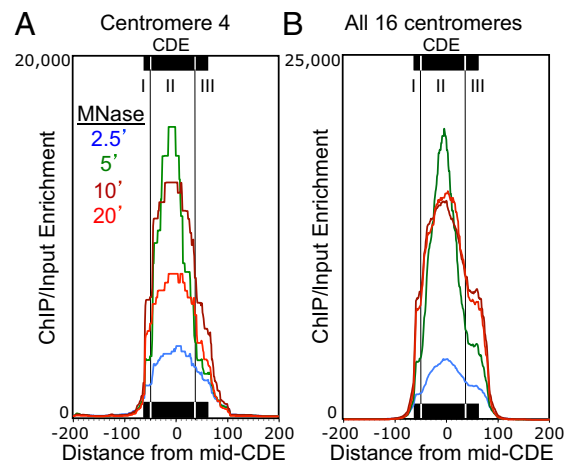 A
Centromere 4
CDE
20,000
I II III
MNase
2.5'
5'
10'
20'
ChIP/Input Enrichment
0
-200 -100 0 100 200
Distance from mid-CDE
B
All 16 centromeres
CDE
25,000
I II III
ChIP/Input Enrichment
0
-200 -100 0 100 200
Distance from mid-CDE